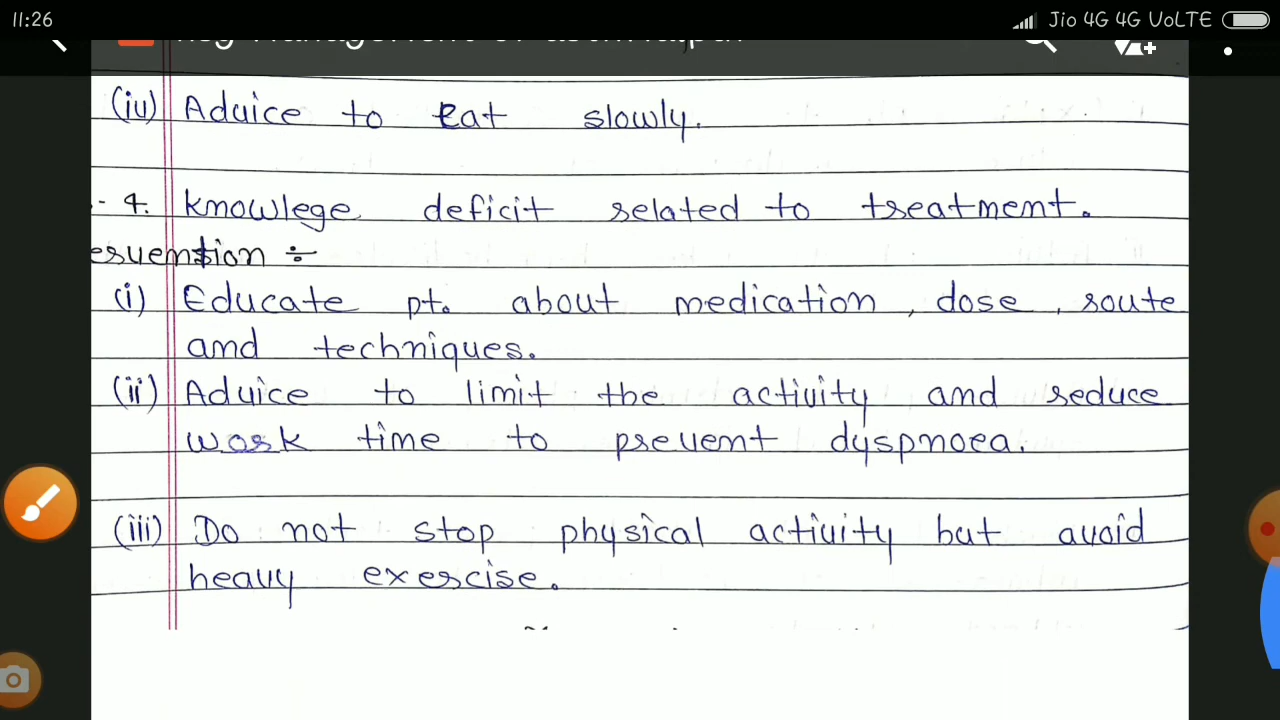 11:26
Jio 4G 4G VoLTE
(iv) Advice to eat slowly.
4. knowlege deficit related to treatment.
ervention ÷
(i) Educate pt. about medication, dose, route
and techniques.
(ii) Advice to limit the activity and reduce
work time to prevent dyspnoea.
(iii) Do not stop physical activity but avoid
heavy exercise.